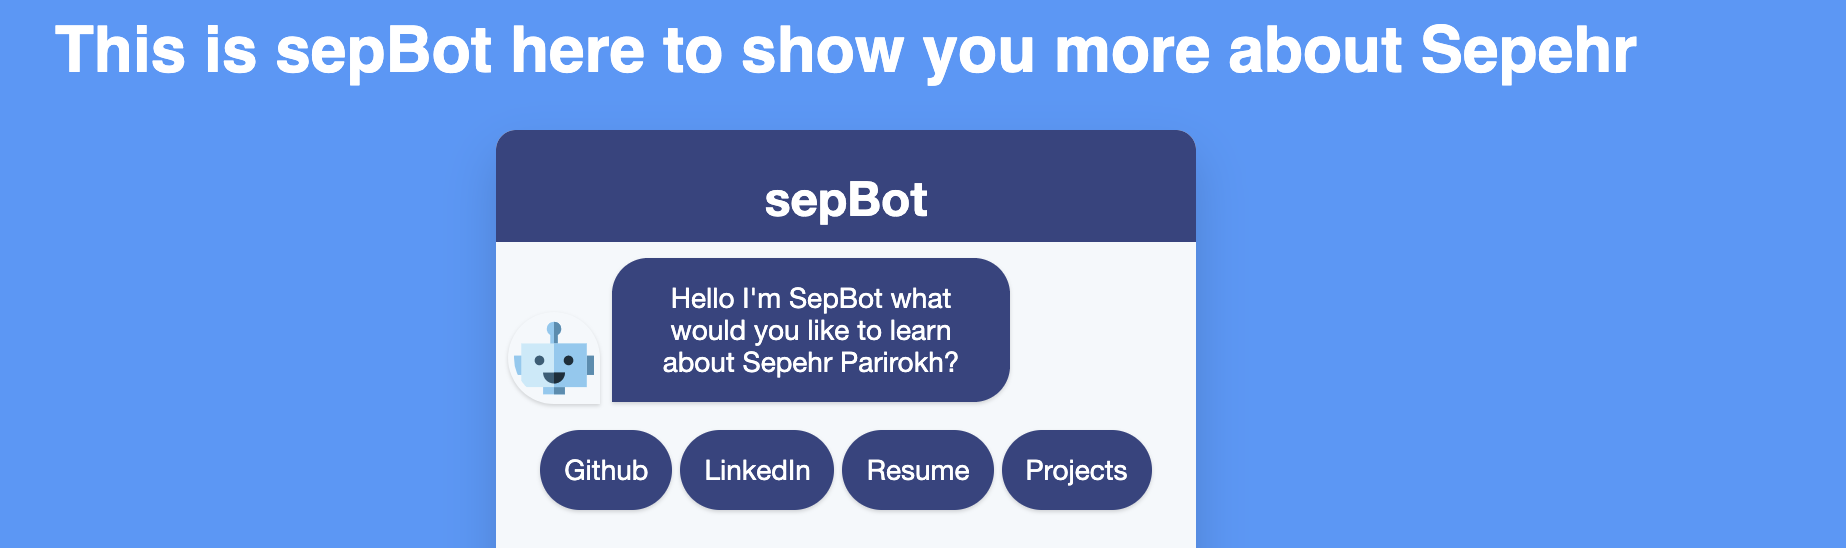 This is sepBot here to show you more about Sepehr
sepBot
Hello I'm SepBot what
would you like to learn
about Sepehr Parirokh?
Github
LinkedIn
Resume
Projects